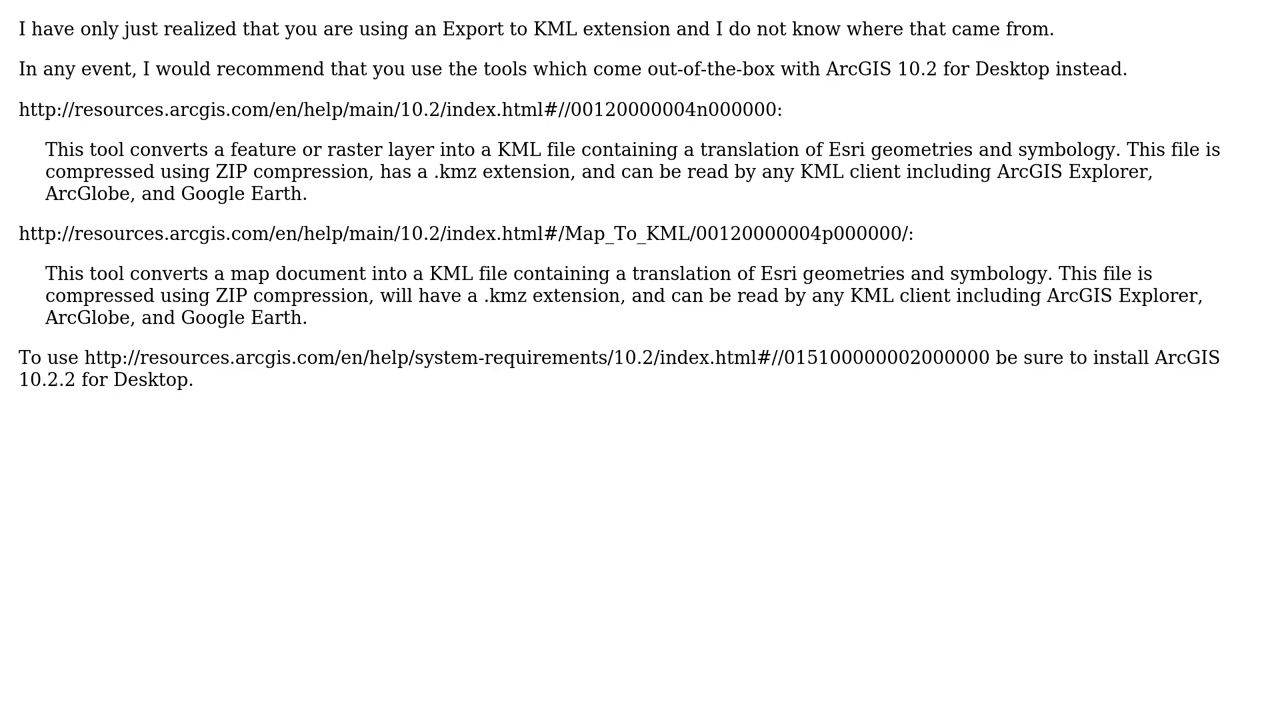 I have only just realized that you are using an Export to KML extension and I do not know where that came from.
In any event, I would recommend that you use the tools which come out-of-the-box with ArcGIS 10.2 for Desktop instead.
http://resources.arcgis.com/en/help/main/10.2/index.html#//00120000004n000000:
This tool converts a feature or raster layer into a KML file containing a translation of Esri geometries and symbology. This file is
compressed using ZIP compression, has a .kmz extension, and can be read by any KML client including ArcGIS Explorer,
ArcGlobe, and Google Earth.
http://resources.arcgis.com/en/help/main/10.2/index.html#/Map_To_KML/00120000004p000000/:
This tool converts a map document into a KML file containing a translation of Esri geometries and symbology. This file is
compressed using ZIP compression, will have a .kmz extension, and can be read by any KML client including ArcGIS Explorer,
ArcGlobe, and Google Earth.
To use http://resources.arcgis.com/en/help/system-requirements/10.2/index.html#//015100000002000000 be sure to install ArcGIS
10.2.2 for Desktop.